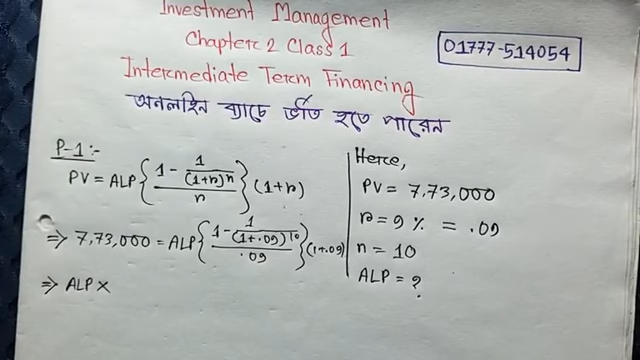 Investment Management
Chapter 2 Class 1
01777-514054
Intermediate Term Financing
অনলাইন ব্যাচে ভর্তি হতে পারেন
P-1:-
PV = ALP { (1 - 1/(1+r)^n) / r } (1+r)
⇒ 7,73,000 = ALP { (1 - 1/(1+.09)^10) / .09 } (1+.09)
⇒ ALP ×
Here,
PV = 7,73,000
r = 9 % = .09
n = 10
ALP = ?